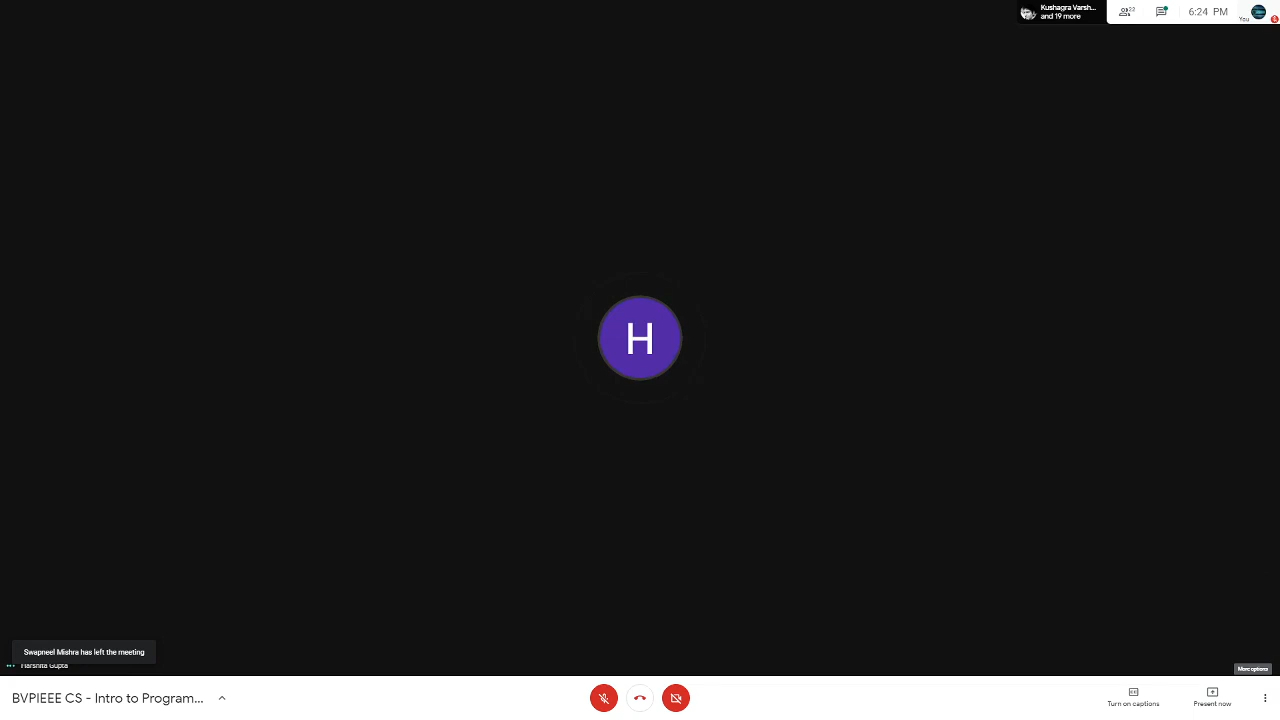 Kushagra Varsh...
and 19 more
22
6:24 PM
You
H
Swapneel Mishra has left the meeting
Harshita Gupta
More options
BVPIEEE CS - Intro to Program...
Turn on captions
Present now